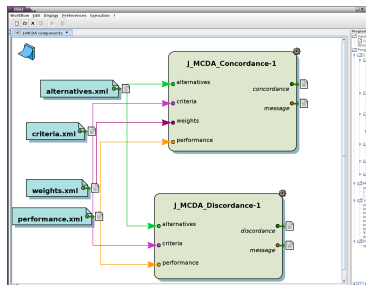 Workflow Edit Display Preferences Execution ?
J-MCDA components
J_MCDA_Concordance-1
alternatives
concordance
criteria
message
weights
performance
alternatives.xml
criteria.xml
weights.xml
performance.xml
J_MCDA_Discordance-1
alternatives
discordance
criteria
message
performance